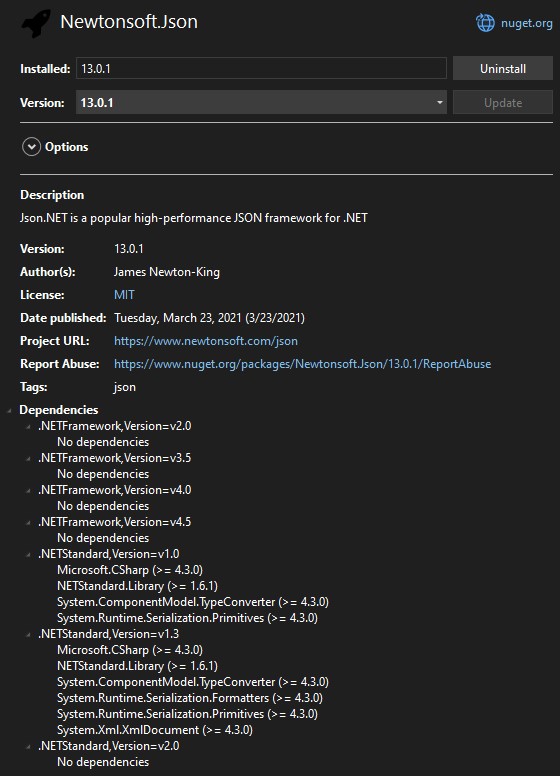 Newtonsoft.Json
nuget.org
Installed: 13.0.1 Uninstall
Version: 13.0.1 Update
Options
Description
Json.NET is a popular high-performance JSON framework for .NET
Version: 13.0.1
Author(s): James Newton-King
License: MIT
Date published: Tuesday, March 23, 2021 (3/23/2021)
Project URL: https://www.newtonsoft.com/json
Report Abuse: https://www.nuget.org/packages/Newtonsoft.Json/13.0.1/ReportAbuse
Tags: json
Dependencies
.NETFramework,Version=v2.0
No dependencies
.NETFramework,Version=v3.5
No dependencies
.NETFramework,Version=v4.0
No dependencies
.NETFramework,Version=v4.5
No dependencies
.NETStandard,Version=v1.0
Microsoft.CSharp (>= 4.3.0)
NETStandard.Library (>= 1.6.1)
System.ComponentModel.TypeConverter (>= 4.3.0)
System.Runtime.Serialization.Primitives (>= 4.3.0)
.NETStandard,Version=v1.3
Microsoft.CSharp (>= 4.3.0)
NETStandard.Library (>= 1.6.1)
System.ComponentModel.TypeConverter (>= 4.3.0)
System.Runtime.Serialization.Formatters (>= 4.3.0)
System.Runtime.Serialization.Primitives (>= 4.3.0)
System.Xml.XmlDocument (>= 4.3.0)
.NETStandard,Version=v2.0
No dependencies